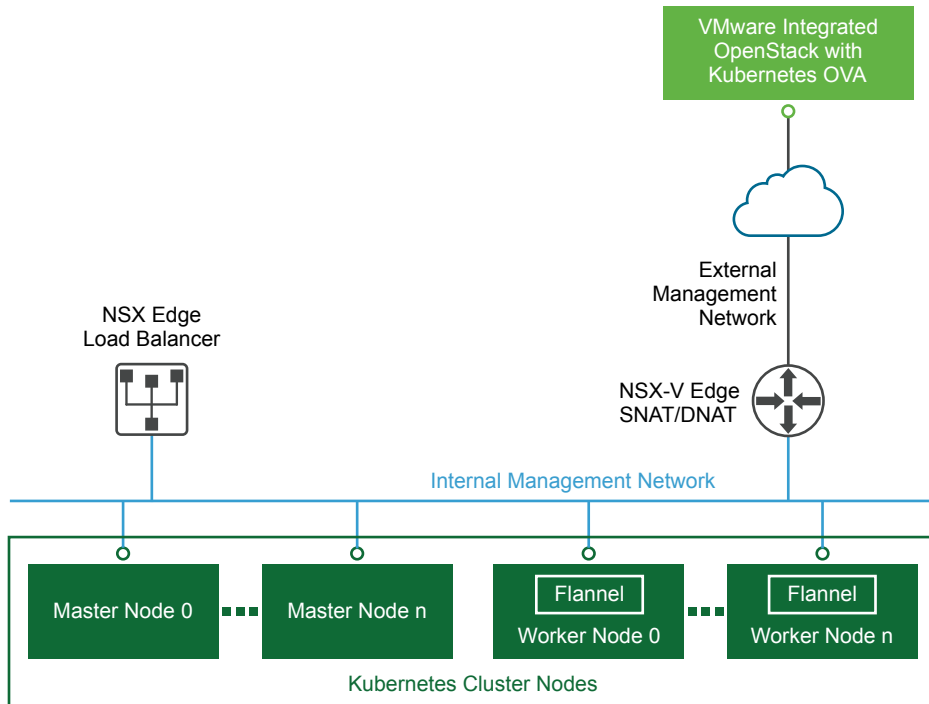 VMware Integrated
OpenStack with
Kubernetes OVA
External
Management
Network
NSX Edge
Load Balancer
NSX-V Edge
SNAT/DNAT
Internal Management Network
Master Node 0
Master Node n
Flannel
Worker Node 0
Flannel
Worker Node n
Kubernetes Cluster Nodes